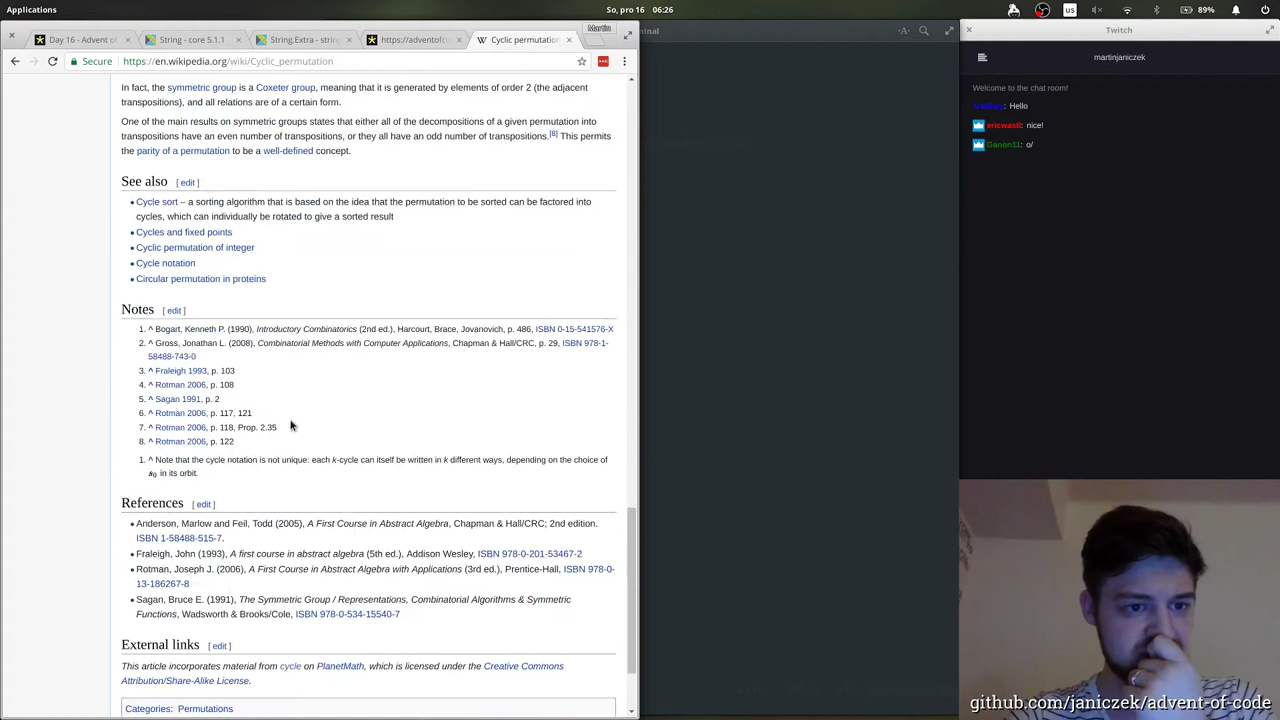 Applications
So, pro 16 06:26
us
89%
Martin
Day 16 - Advent of
String - core 5.1.1
String.Extra - strin
https://adventofc
Cyclic permutation
Secure
https://en.wikipedia.org/wiki/Cyclic_permutation
In fact, the symmetric group is a Coxeter group, meaning that it is generated by elements of order 2 (the adjacent
transpositions), and all relations are of a certain form.
One of the main results on symmetric groups states that either all of the decompositions of a given permutation into
transpositions have an even number of transpositions, or they all have an odd number of transpositions.[8] This permits
the parity of a permutation to be a well-defined concept.
See also [ edit ]
Cycle sort – a sorting algorithm that is based on the idea that the permutation to be sorted can be factored into
cycles, which can individually be rotated to give a sorted result
Cycles and fixed points
Cyclic permutation of integer
Cycle notation
Circular permutation in proteins
Notes [ edit ]
1. ^ Bogart, Kenneth P. (1990), Introductory Combinatorics (2nd ed.), Harcourt, Brace, Jovanovich, p. 486, ISBN 0-15-541576-X
2. ^ Gross, Jonathan L. (2008), Combinatorial Methods with Computer Applications, Chapman & Hall/CRC, p. 29, ISBN 978-1-
58488-743-0
3. ^ Fraleigh 1993, p. 103
4. ^ Rotman 2006, p. 108
5. ^ Sagan 1991, p. 2
6. ^ Rotman 2006, p. 117, 121
7. ^ Rotman 2006, p. 118, Prop. 2.35
8. ^ Rotman 2006, p. 122
1. ^ Note that the cycle notation is not unique: each k-cycle can itself be written in k different ways, depending on the choice of
s0 in its orbit.
References [ edit ]
Anderson, Marlow and Feil, Todd (2005), A First Course in Abstract Algebra, Chapman & Hall/CRC; 2nd edition.
ISBN 1-58488-515-7.
Fraleigh, John (1993), A first course in abstract algebra (5th ed.), Addison Wesley, ISBN 978-0-201-53467-2
Rotman, Joseph J. (2006), A First Course in Abstract Algebra with Applications (3rd ed.), Prentice-Hall, ISBN 978-0-
13-186267-8
Sagan, Bruce E. (1991), The Symmetric Group / Representations, Combinatorial Algorithms & Symmetric
Functions, Wadsworth & Brooks/Cole, ISBN 0-534-15540-7
External links [ edit ]
This article incorporates material from cycle on PlanetMath, which is licensed under the Creative Commons
Attribution/Share-Alike License.
Categories: Permutations
minal
-A-
Twitch
martinjaniczek
Welcome to the chat room!
: Hello
ericwastl: nice!
Ganon11: o/
github.com/janiczek/advent-of-code